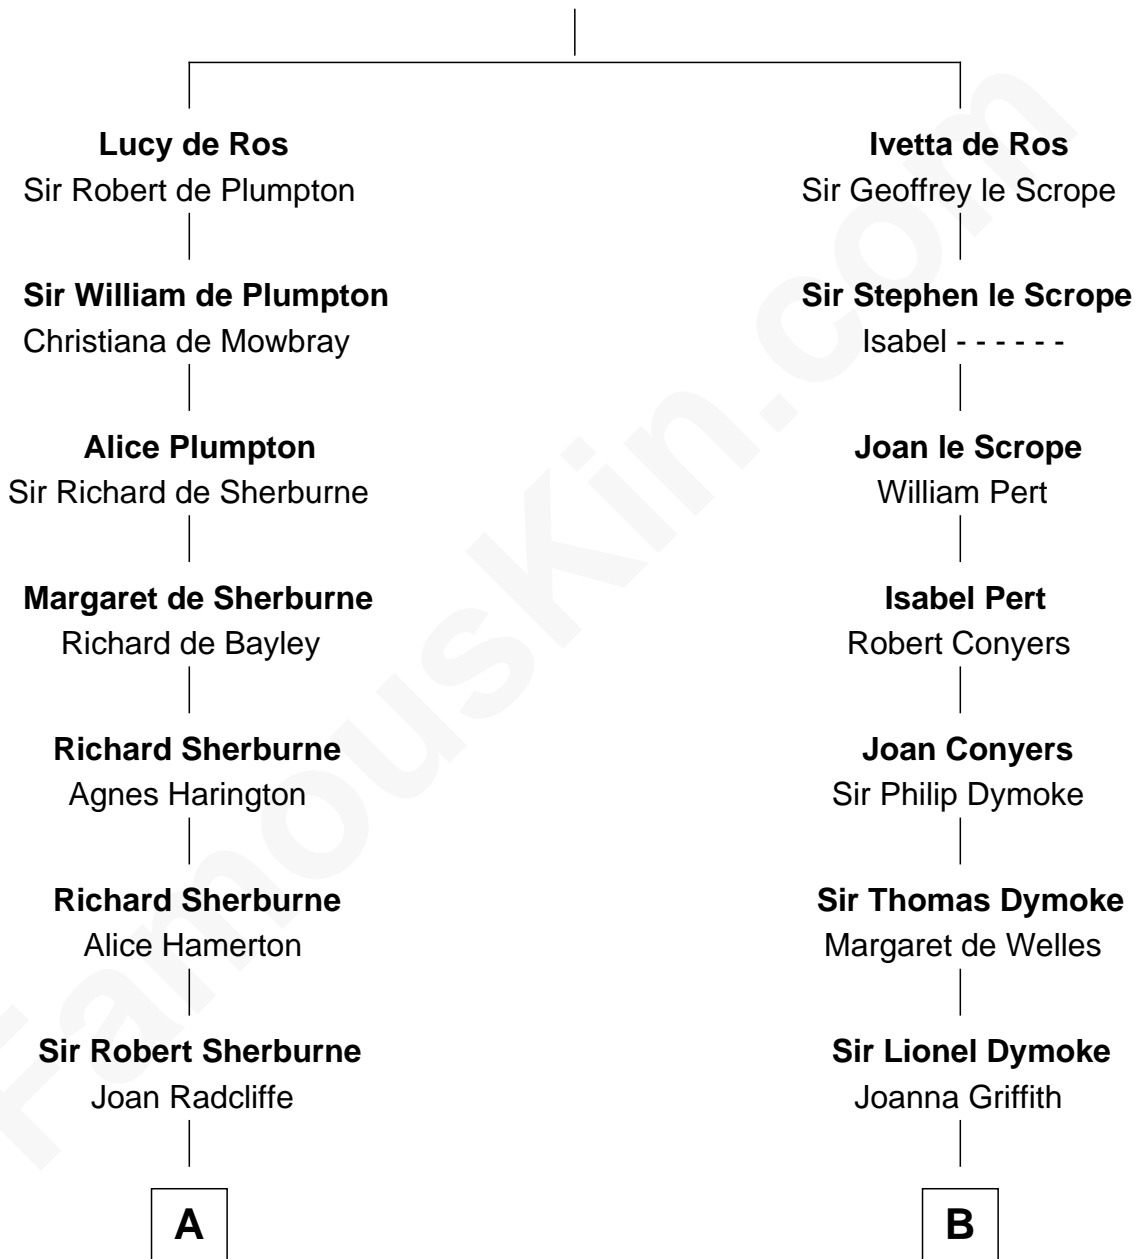 Lucy de Ros
Sir Robert de Plumpton
Sir William de Plumpton
Christiana de Mowbray
Alice Plumpton
Sir Richard de Sherburne
Margaret de Sherburne
Richard de Bayley
Richard Sherburne
Agnes Harington
Richard Sherburne
Alice Hamerton
Sir Robert Sherburne
Joan Radcliffe
A
Ivetta de Ros
Sir Geoffrey le Scrope
Sir Stephen le Scrope
Isabel - - - - - -
Joan le Scrope
William Pert
Isabel Pert
Robert Conyers
Joan Conyers
Sir Philip Dymoke
Sir Thomas Dymoke
Margaret de Welles
Sir Lionel Dymoke
Joanna Griffith
B
FamousKin.com